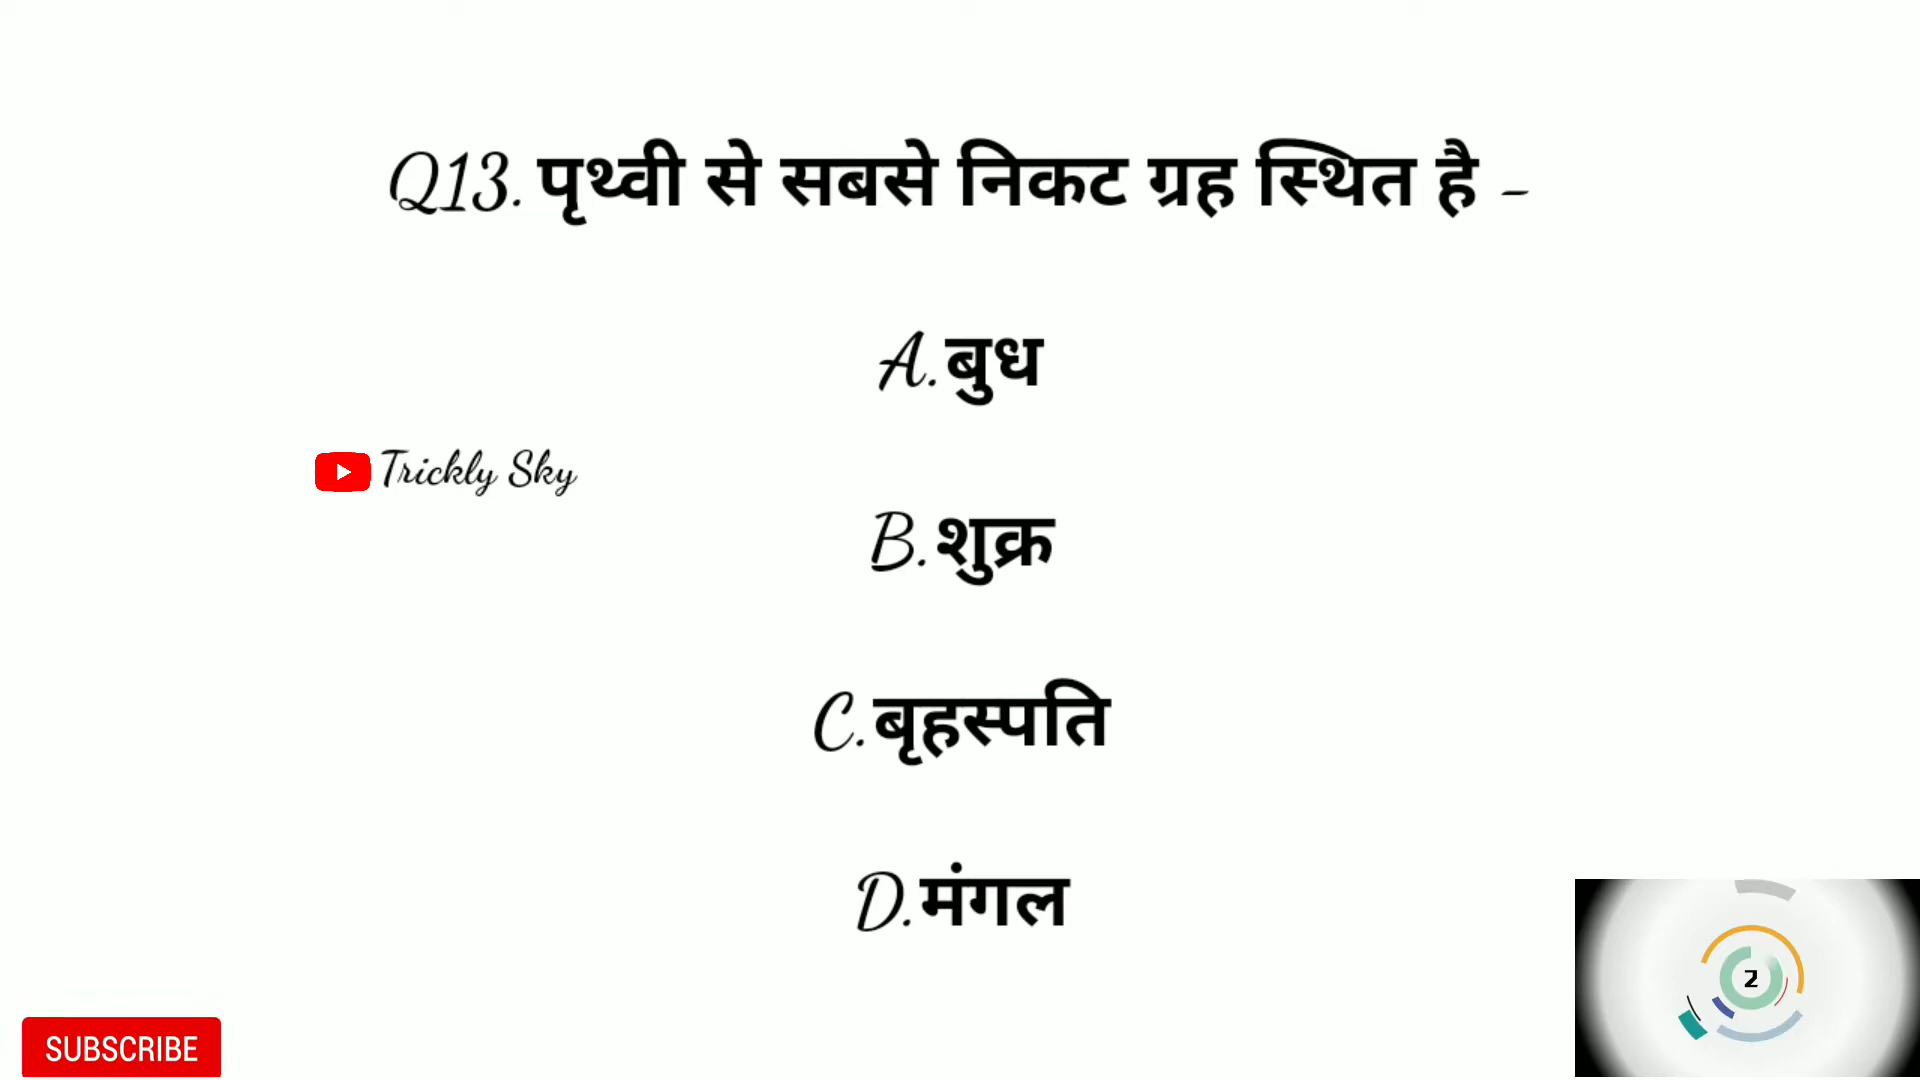 Q13. पृथ्वी से सबसे निकट ग्रह स्थित है -
A. बुध
Trickly Sky
B. शुक्र
C. बृहस्पति
D. मंगल
2
SUBSCRIBE